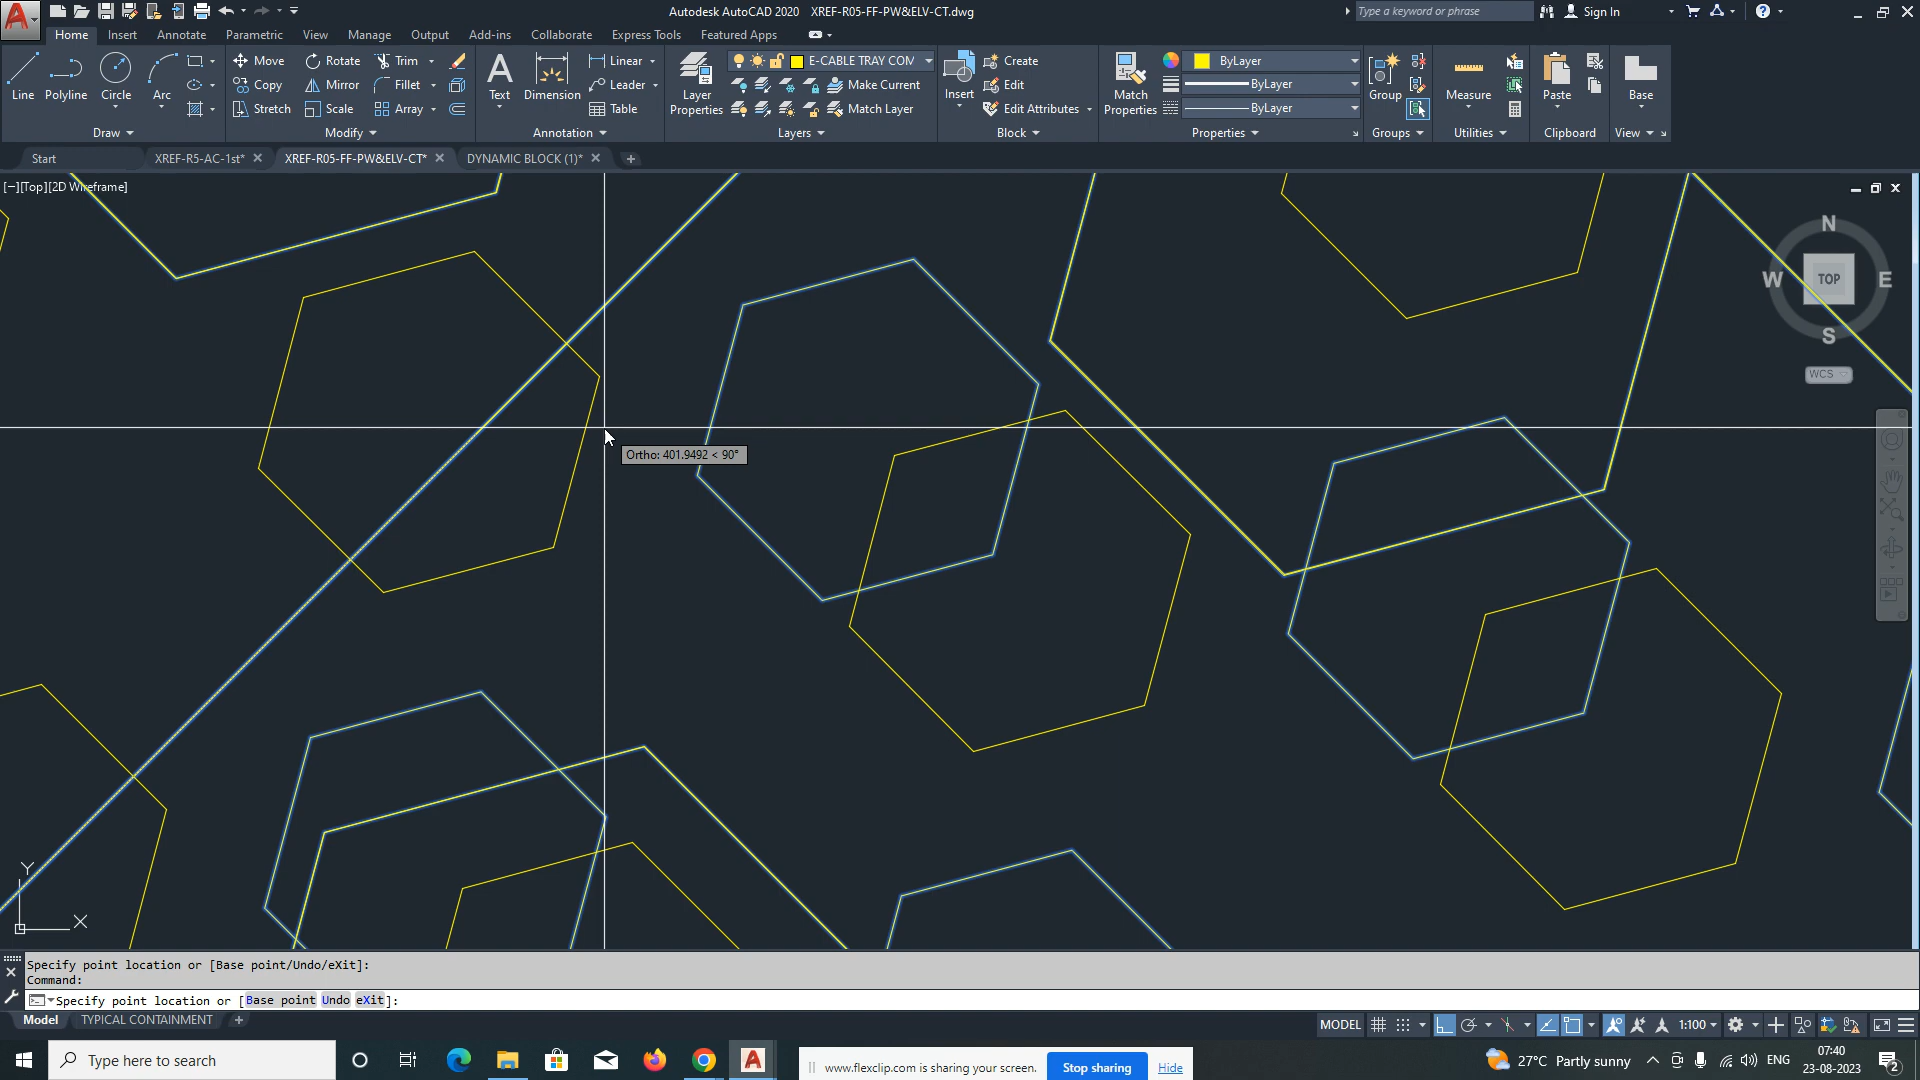 Autodesk AutoCAD 2020 XREF-R05-FF-PW&ELV-CT.dwg
Type a keyword or phrase
Sign In
Home Insert Annotate Parametric View Manage Output Add-ins Collaborate Express Tools Featured Apps
Line
Polyline
Circle
Arc
Draw
Move
Rotate
Trim
Copy
Mirror
Fillet
Stretch
Scale
Array
Modify
Text
Dimension
Linear
Leader
Table
Annotation
Layer
Properties
E-CABLE TRAY COM
Make Current
Match Layer
Layers
Insert
Create
Edit
Edit Attributes
Block
Match
Properties
ByLayer
ByLayer
ByLayer
Properties
Group
Groups
Measure
Utilities
Paste
Clipboard
Base
View
Start
XREF-R5-AC-1st*
XREF-R05-FF-PW&ELV-CT*
DYNAMIC BLOCK (1)*
[−][Top][2D Wireframe]
N
W
TOP
E
S
WCS
Ortho: 401.9492 < 90°
Y
X
Specify point location or [Base point/Undo/eXit]:
Command:
Specify point location or [Base point Undo eXit]:
Model
TYPICAL CONTAINMENT
MODEL
1:100
Type here to search
www.flexclip.com is sharing your screen.
Stop sharing
Hide
27°C Partly sunny
ENG
07:40
23-08-2023
2